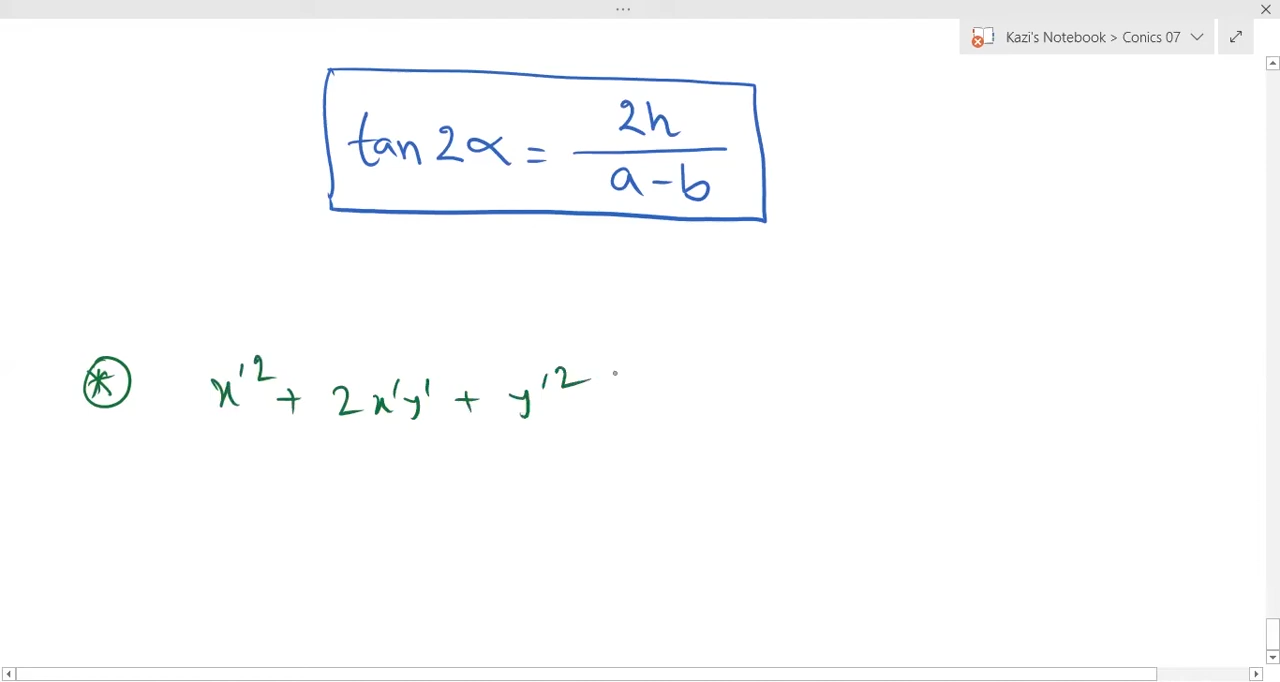 ...
Kazi's Notebook > Conics 07
tan 2α = 2h / a - b
* x'² + 2x'y' + y'²